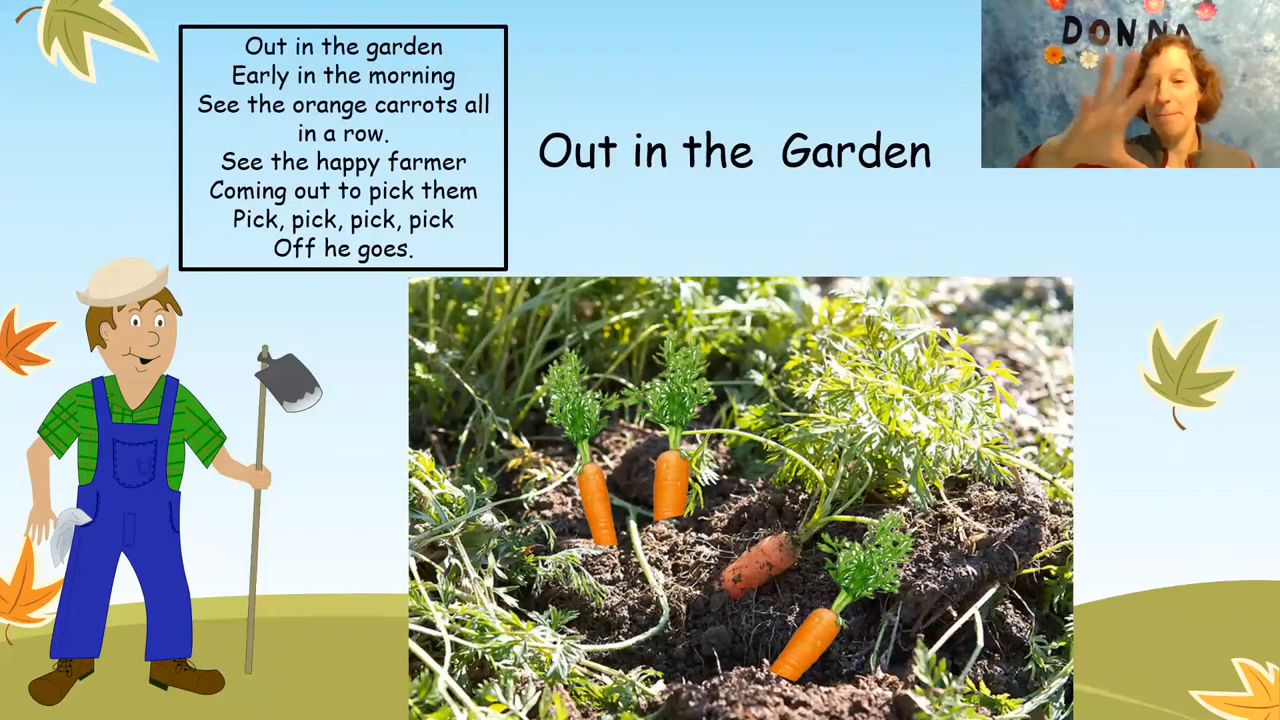 Out in the garden
Early in the morning
See the orange carrots all
in a row.
See the happy farmer
Coming out to pick them
Pick, pick, pick, pick
Off he goes.
Out in the  Garden
DONNA